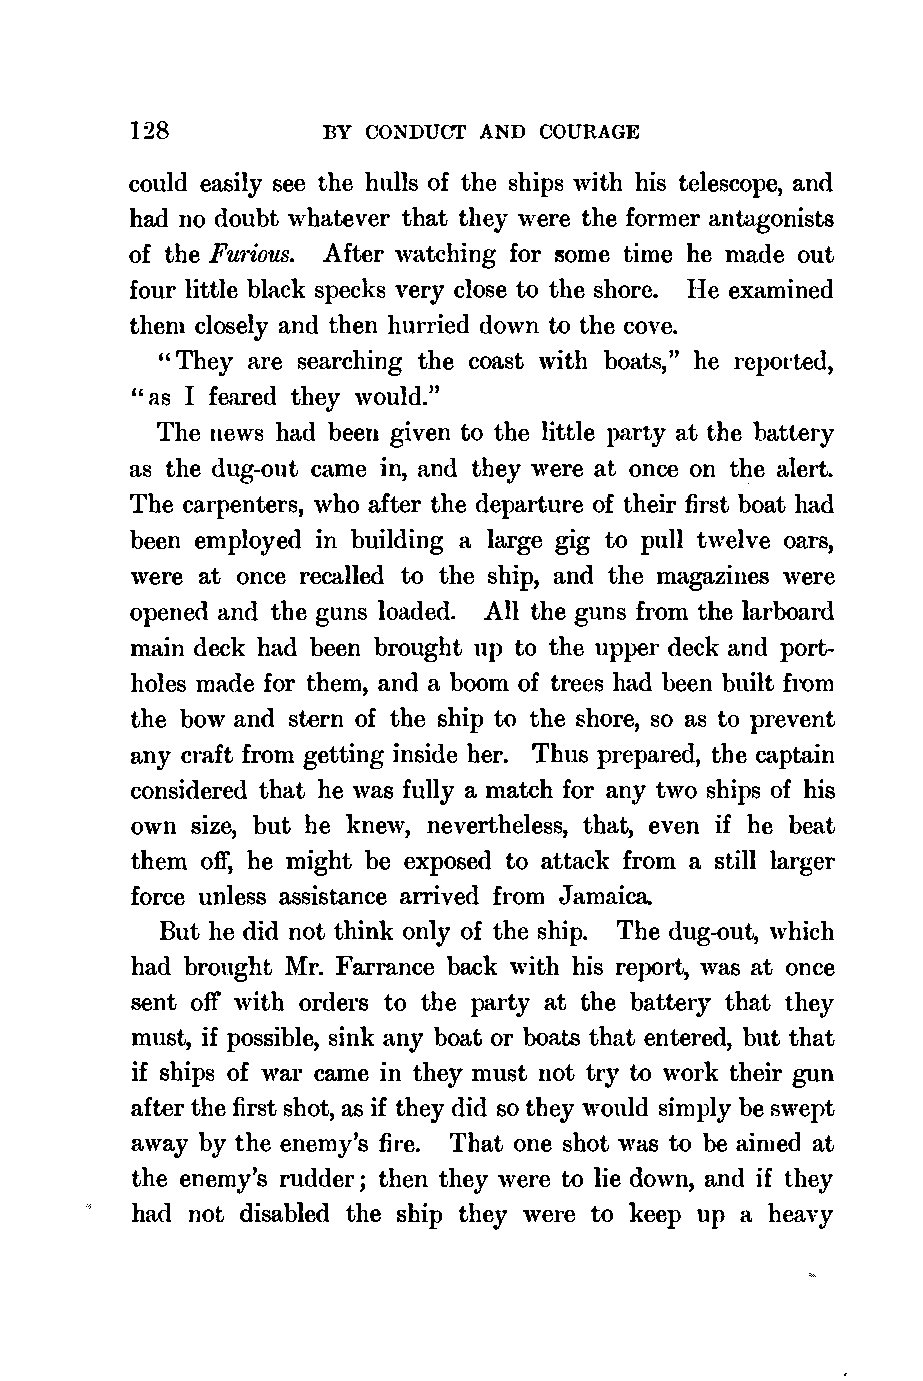 128 BY CONDUCT AND COURAGE
could easily see the hulls of the ships with his telescope, and
had no doubt whatever that they were the former antagonists
of the Furious. After watching for some time he made out
four little black specks very close to the shore. He examined
them closely and then hurried down to the cove.
"They are searching the coast with boats," he reported,
"as I feared they would."
The news had been given to the little party at the battery
as the dug-out came in, and they were at once on the alert.
The carpenters, who after the departure of their first boat had
been employed in building a large gig to pull twelve oars,
were at once recalled to the ship, and the magazines were
opened and the guns loaded. All the guns from the larboard
main deck had been brought up to the upper deck and port-
holes made for them, and a boom of trees had been built from
the bow and stern of the ship to the shore, so as to prevent
any craft from getting inside her. Thus prepared, the captain
considered that he was fully a match for any two ships of his
own size, but he knew, nevertheless, that, even if he beat
them off, he might be exposed to attack from a still larger
force unless assistance arrived from Jamaica.
But he did not think only of the ship. The dug-out, which
had brought Mr. Farrance back with his report, was at once
sent off with orders to the party at the battery that they
must, if possible, sink any boat or boats that entered, but that
if ships of war came in they must not try to work their gun
after the first shot, as if they did so they would simply be swept
away by the enemy's fire. That one shot was to be aimed at
the enemy's rudder; then they were to lie down, and if they
had not disabled the ship they were to keep up a heavy